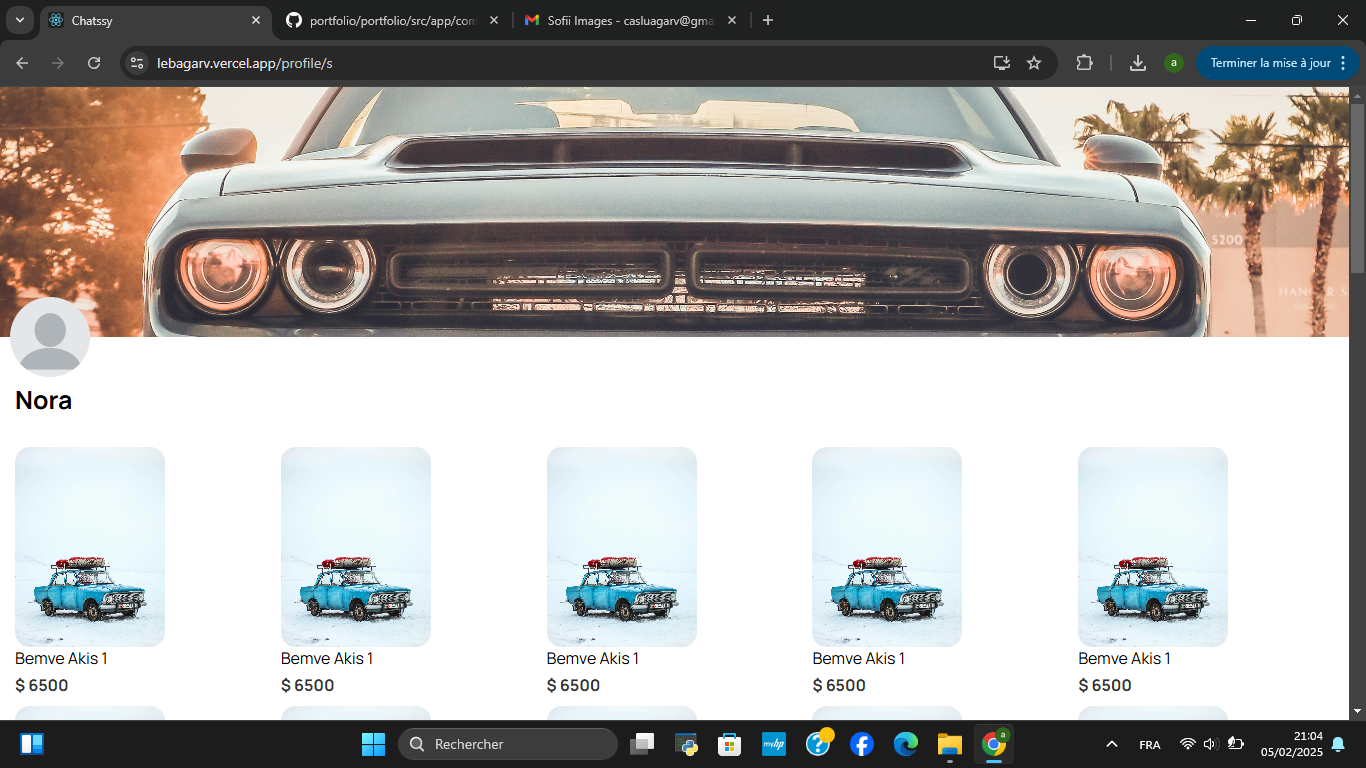 Chatssy
portfolio/portfolio/src/app/com
Sofii Images - casluagarv@gma
lebagarv.vercel.app/profile/s
a
Terminer la mise à jour
S200
Nora
Bemve Akis 1
Bemve Akis 1
Bemve Akis 1
Bemve Akis 1
Bemve Akis 1
$ 6500
$ 6500
$ 6500
$ 6500
$ 6500
Rechercher
myhp
a
FRA
21:04
05/02/2025